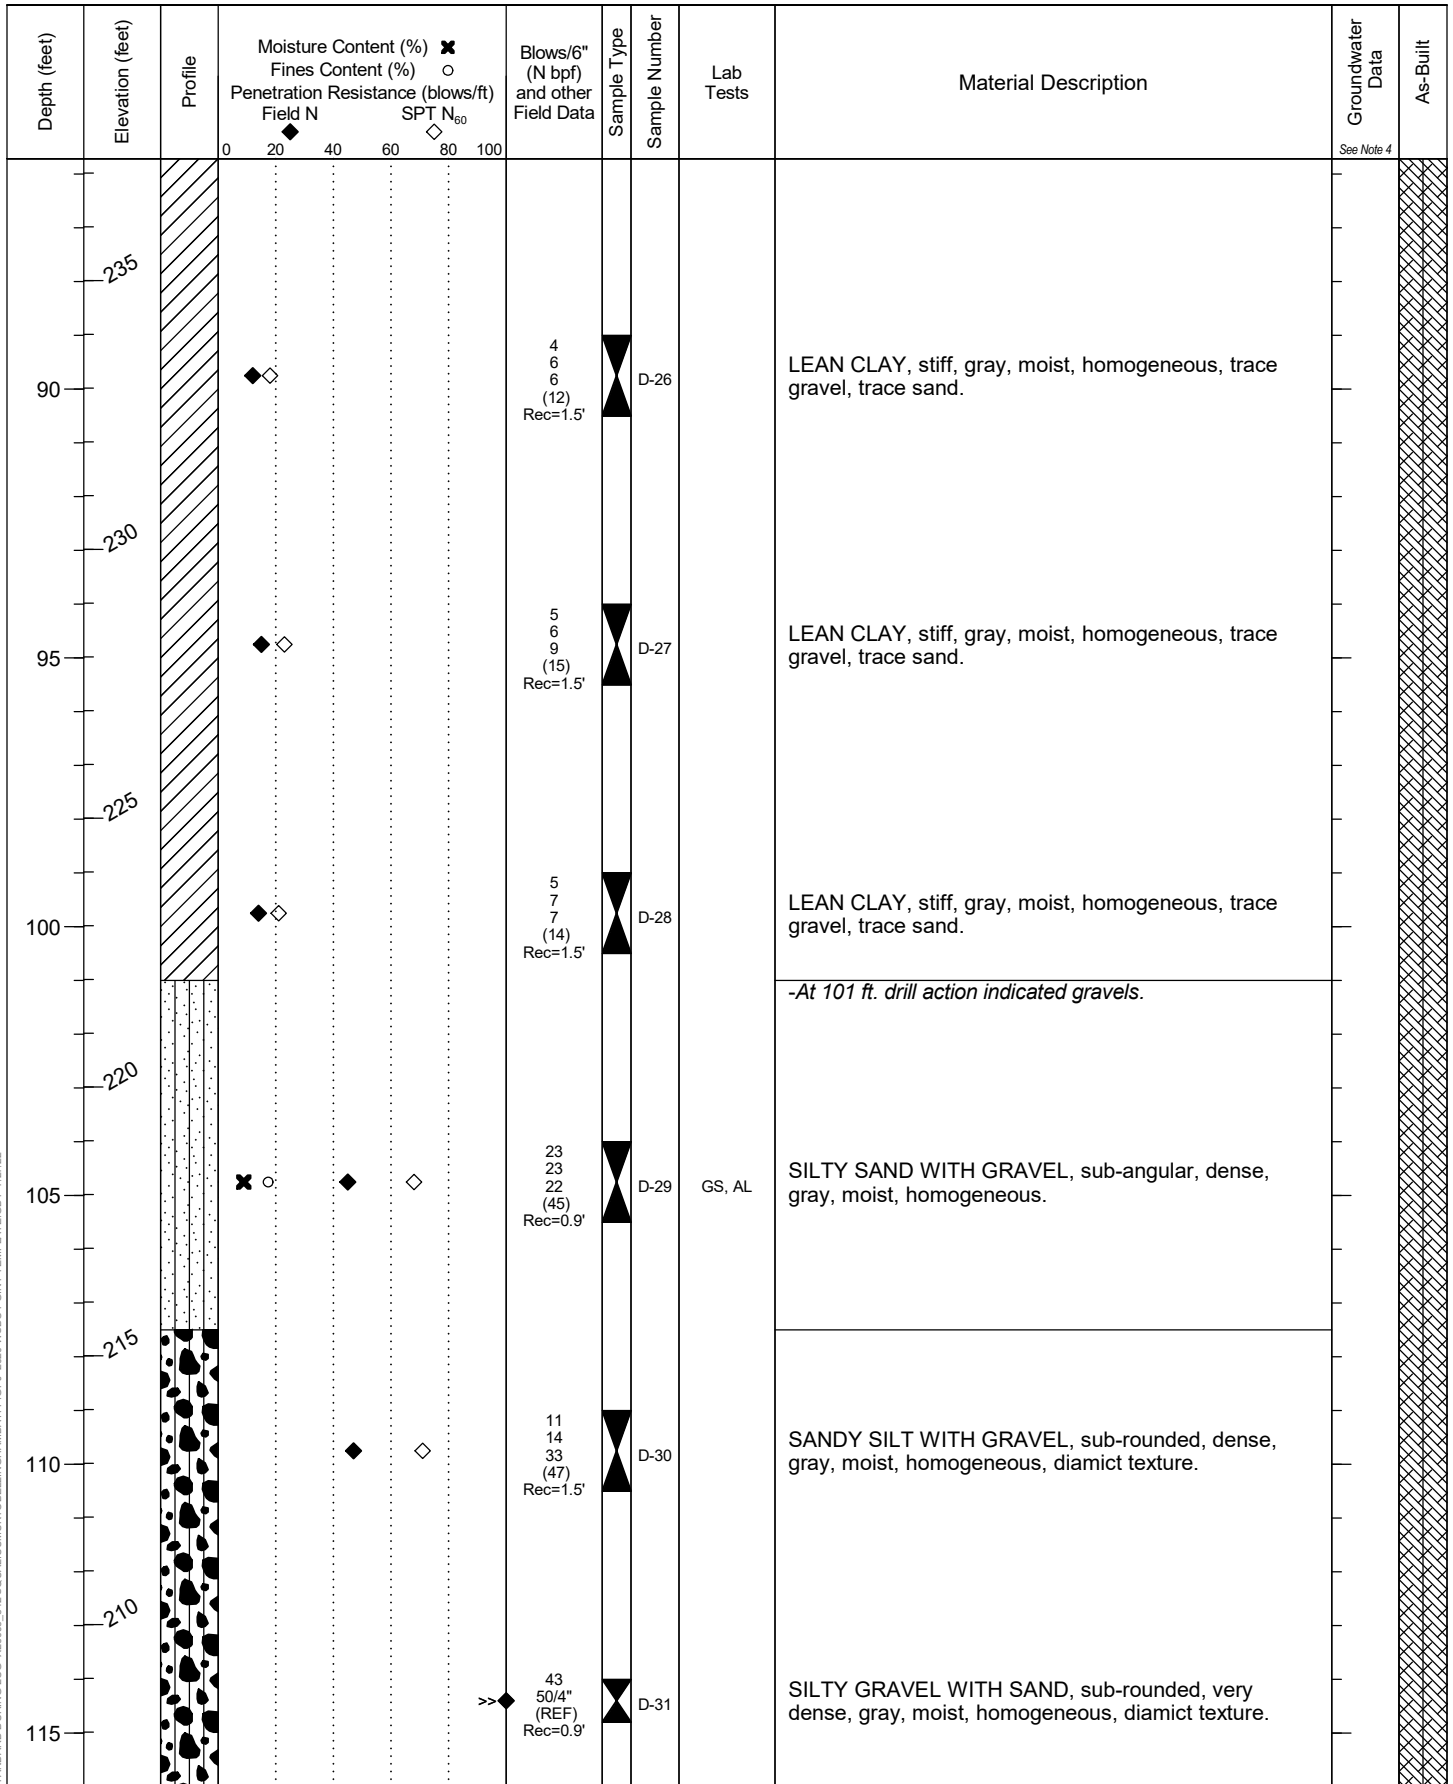 Depth (feet)
Elevation (feet)
Profile
Moisture Content (%)
Fines Content (%)
Penetration Resistance (blows/ft)
Field N SPT N60
0 20 40 60 80 100
Blows/6"
(N bpf)
and other
Field Data
Sample Type
Sample Number
Lab
Tests
Material Description
Groundwater
Data
See Note 4
As-Built
235
90
4
6
6
(12)
Rec=1.5'
D-26
LEAN CLAY, stiff, gray, moist, homogeneous, trace
gravel, trace sand.
230
95
5
6
9
(15)
Rec=1.5'
D-27
LEAN CLAY, stiff, gray, moist, homogeneous, trace
gravel, trace sand.
225
100
5
7
7
(14)
Rec=1.5'
D-28
LEAN CLAY, stiff, gray, moist, homogeneous, trace
gravel, trace sand.
-At 101 ft. drill action indicated gravels.
220
105
23
23
22
(45)
Rec=0.9'
D-29
GS, AL
SILTY SAND WITH GRAVEL, sub-angular, dense,
gray, moist, homogeneous.
215
110
11
14
33
(47)
Rec=1.5'
D-30
SANDY SILT WITH GRAVEL, sub-rounded, dense,
gray, moist, homogeneous, diamict texture.
210
115
>>
43
50/4"
(REF)
Rec=0.9'
D-31
SILTY GRAVEL WITH SAND, sub-rounded, very
dense, gray, moist, homogeneous, diamict texture.